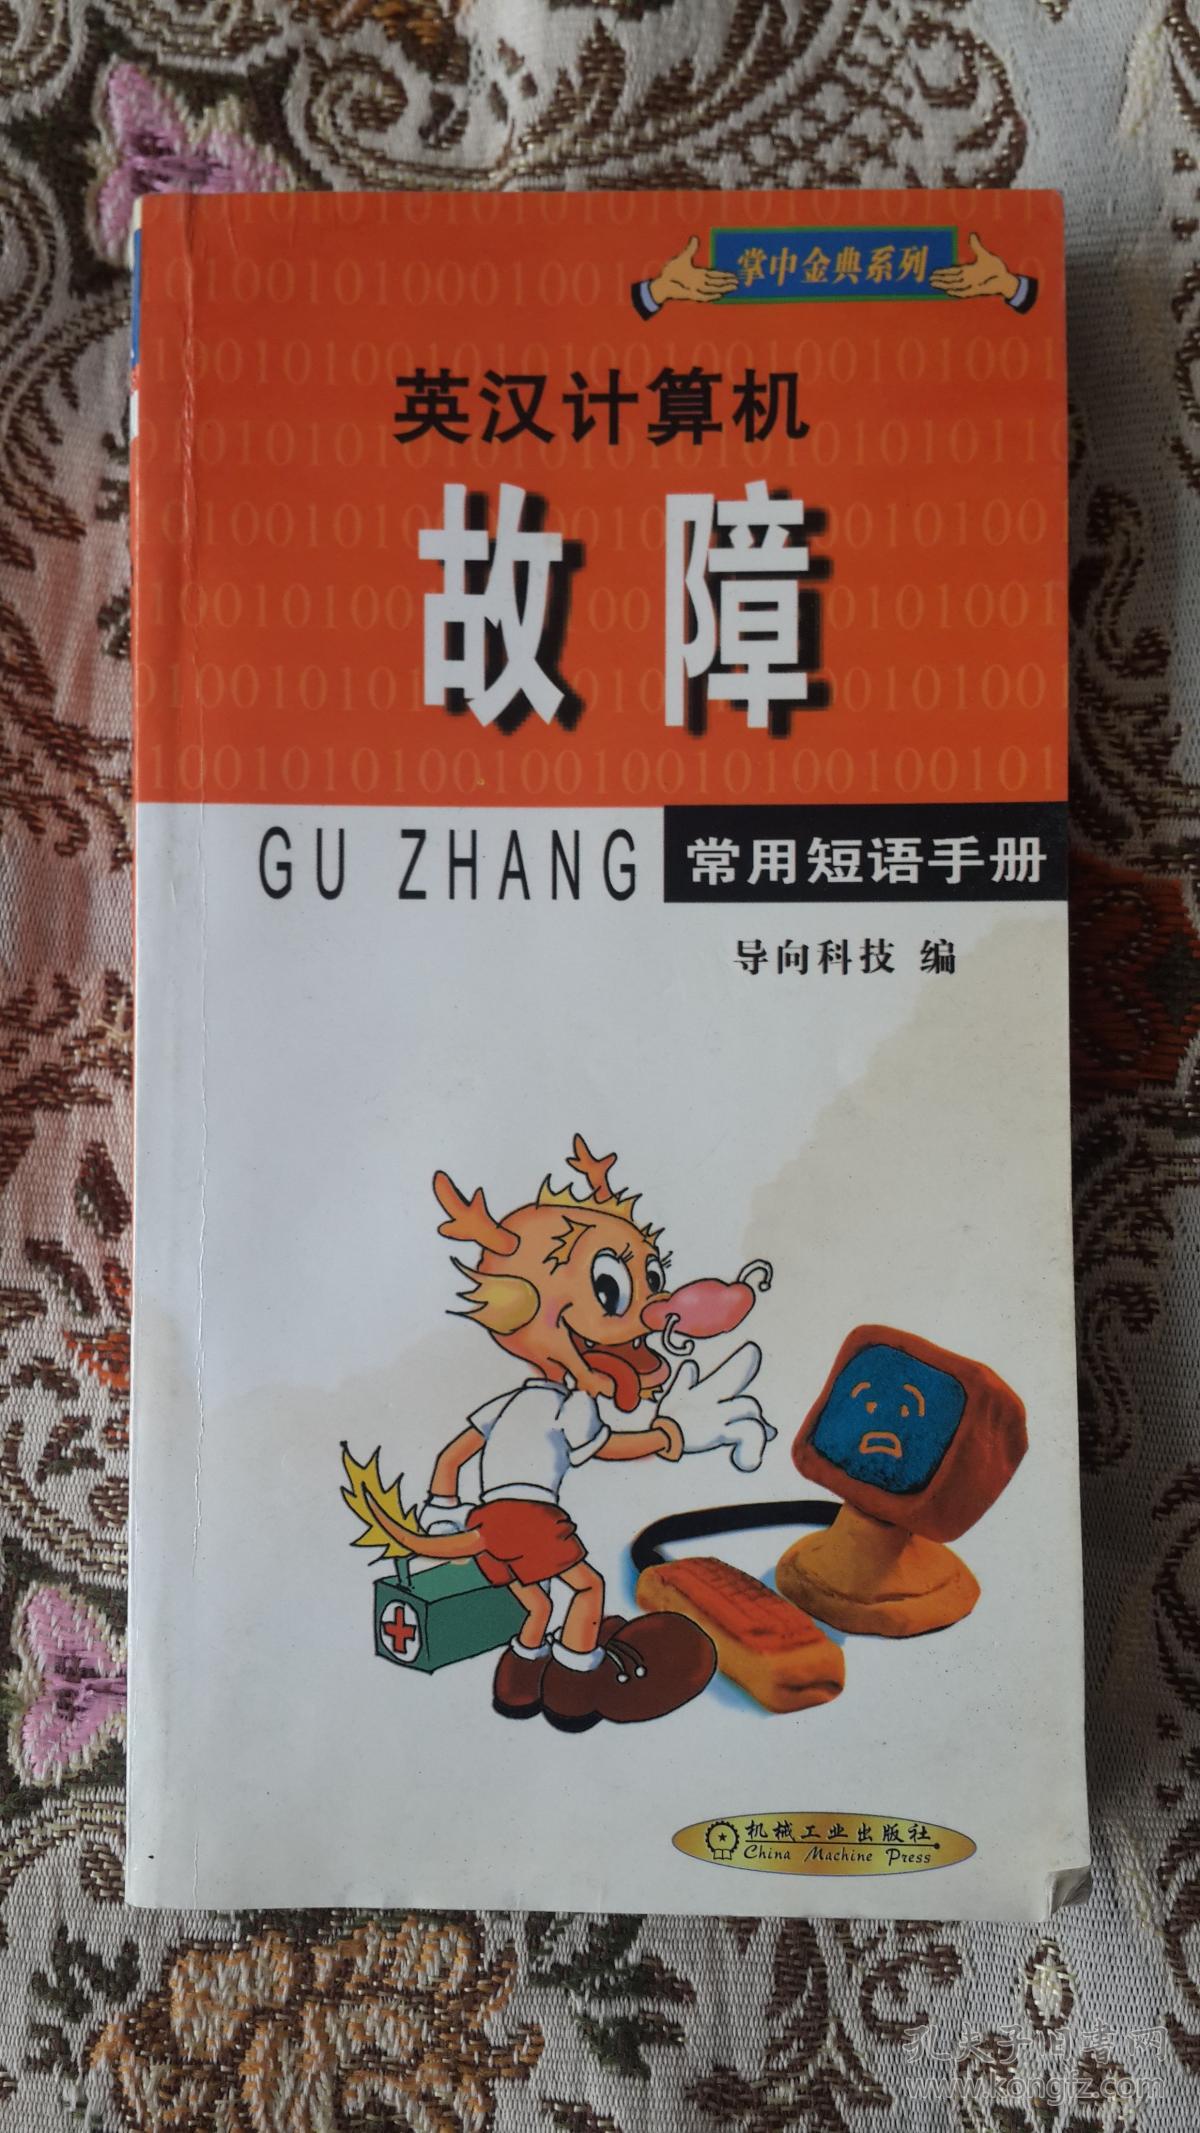 掌中金典系列
英汉计算机
故障
GU ZHANG
常用短语手册
导向科技 编
机械工业出版社
China Machine Press
孔夫子旧书网
www.kongfz.com